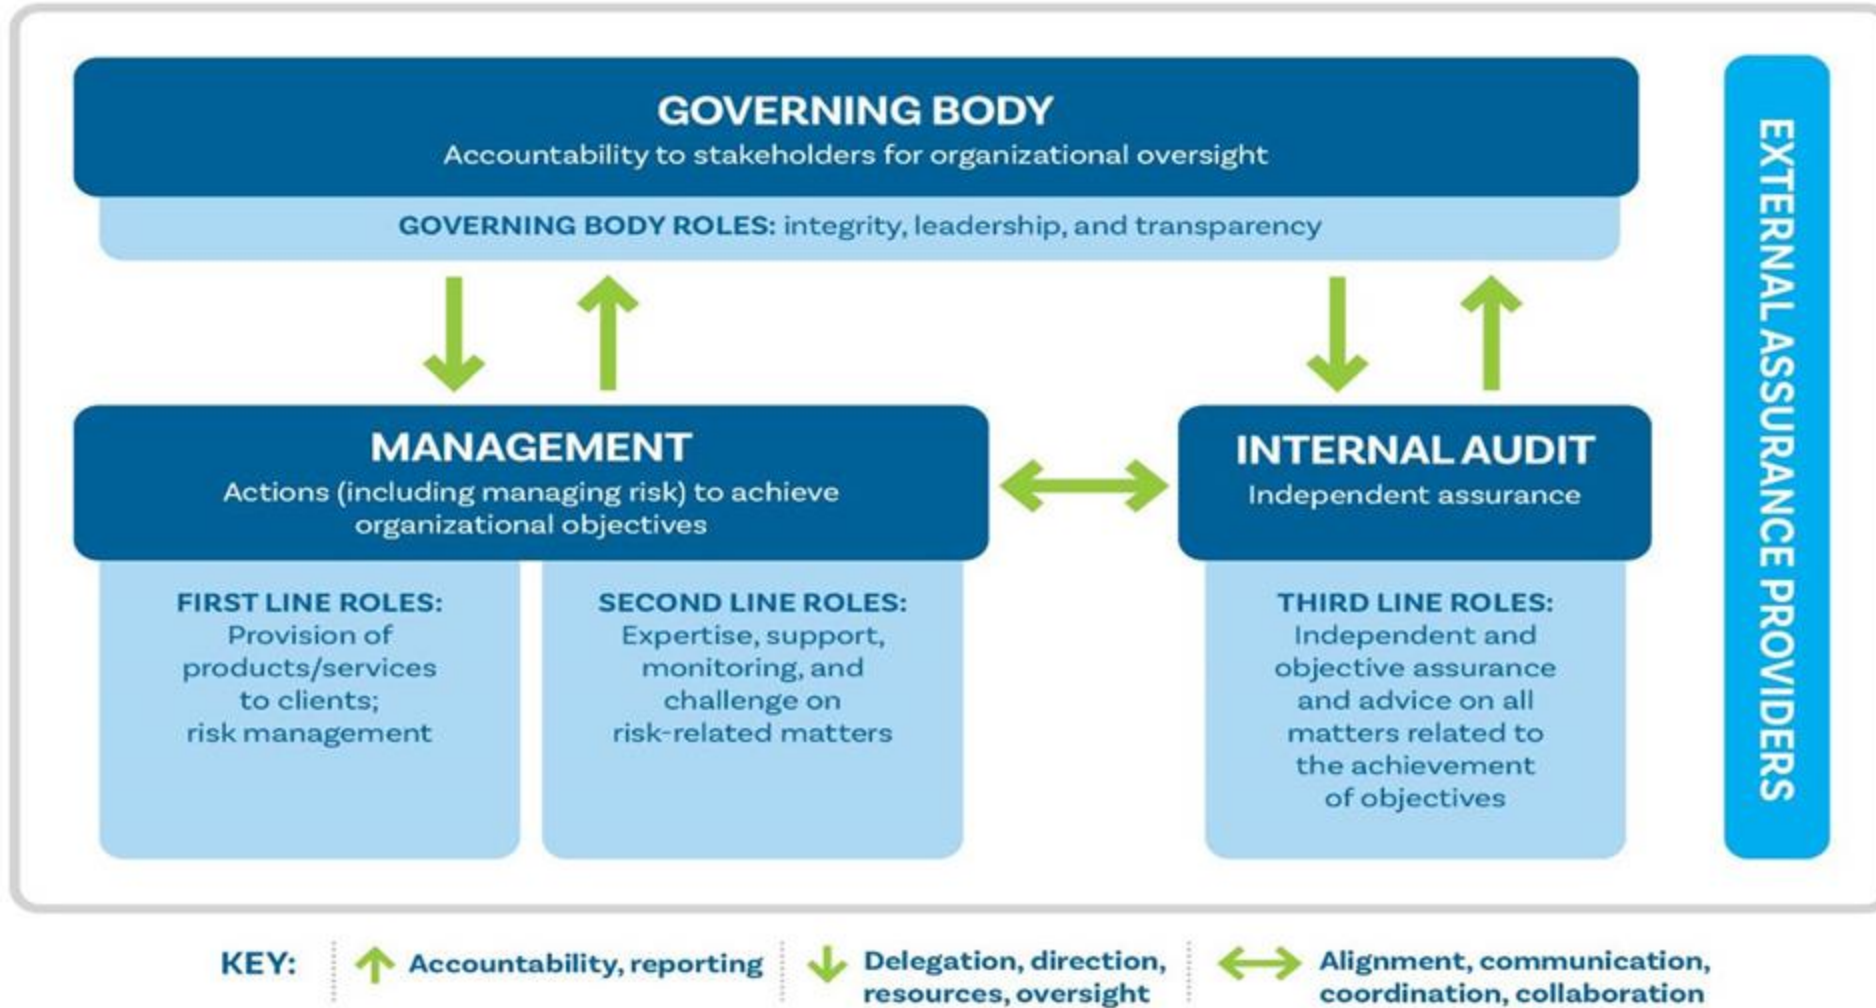 GOVERNING BODY
Accountability to stakeholders for organizational oversight
GOVERNING BODY ROLES: integrity, leadership, and transparency
MANAGEMENT
Actions (including managing risk) to achieve
organizational objectives
FIRST LINE ROLES:
Provision of
products/services
to clients;
risk management
SECOND LINE ROLES:
Expertise, support,
monitoring, and
challenge on
risk-related matters
INTERNAL AUDIT
Independent assurance
THIRD LINE ROLES:
Independent and
objective assurance
and advice on all
matters related to
the achievement
of objectives
EXTERNAL ASSURANCE PROVIDERS
KEY:
Accountability, reporting
Delegation, direction,
resources, oversight
Alignment, communication,
coordination, collaboration